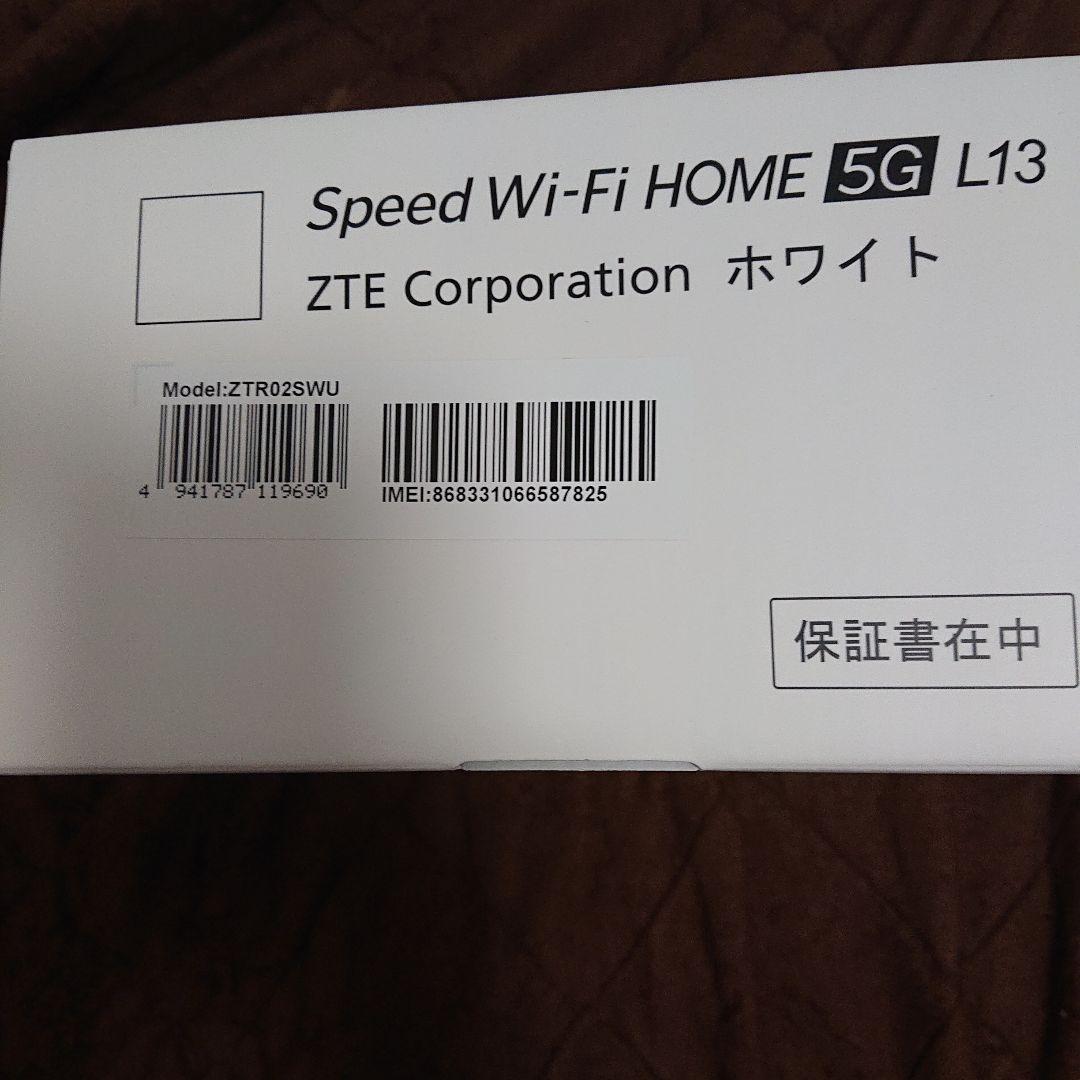 Speed Wi-Fi HOME 5G L13
ZTE Corporation ホワイト
Model:ZTR02SWU
4 941787 119690
IMEI:868331066587825
保証書在中